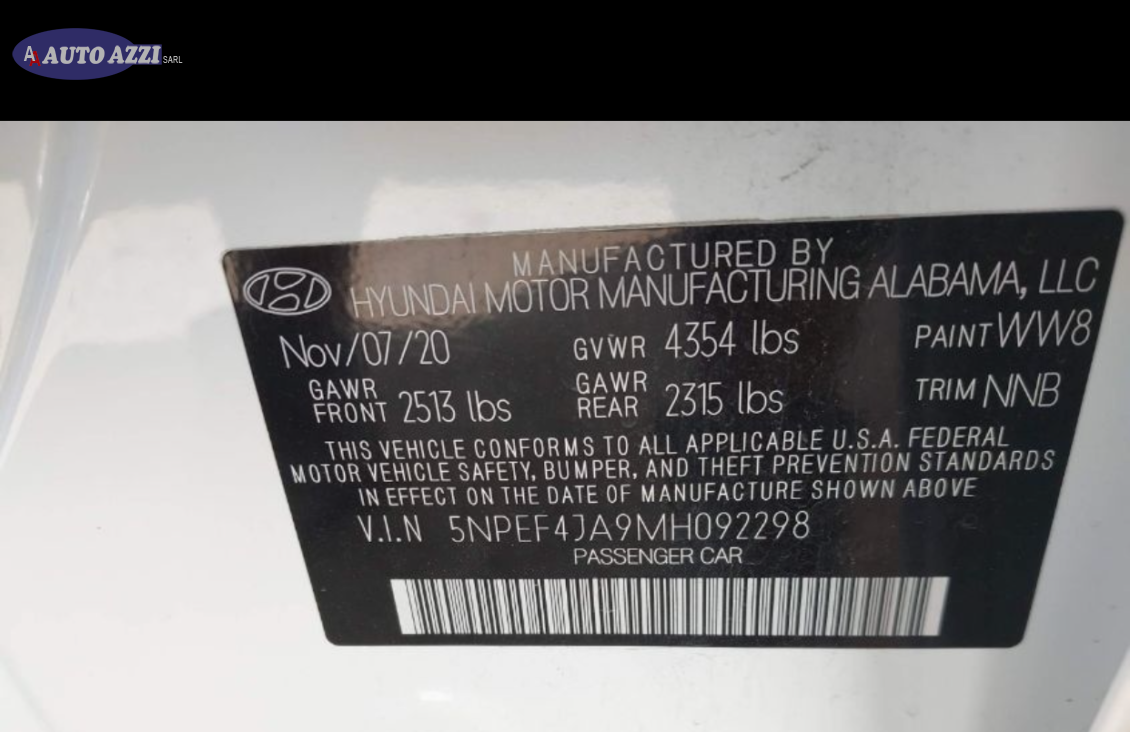 AUTO AZZI SARL
MANUFACTURED BY
HYUNDAI MOTOR MANUFACTURING ALABAMA, LLC
Nov/07/20 GVWR 4354 lbs PAINT WW8
GAWR FRONT 2513 lbs GAWR REAR 2315 lbs TRIM NNB
THIS VEHICLE CONFORMS TO ALL APPLICABLE U.S.A. FEDERAL
MOTOR VEHICLE SAFETY, BUMPER, AND THEFT PREVENTION STANDARDS
IN EFFECT ON THE DATE OF MANUFACTURE SHOWN ABOVE
V.I.N 5NPEF4JA9MH092298
PASSENGER CAR